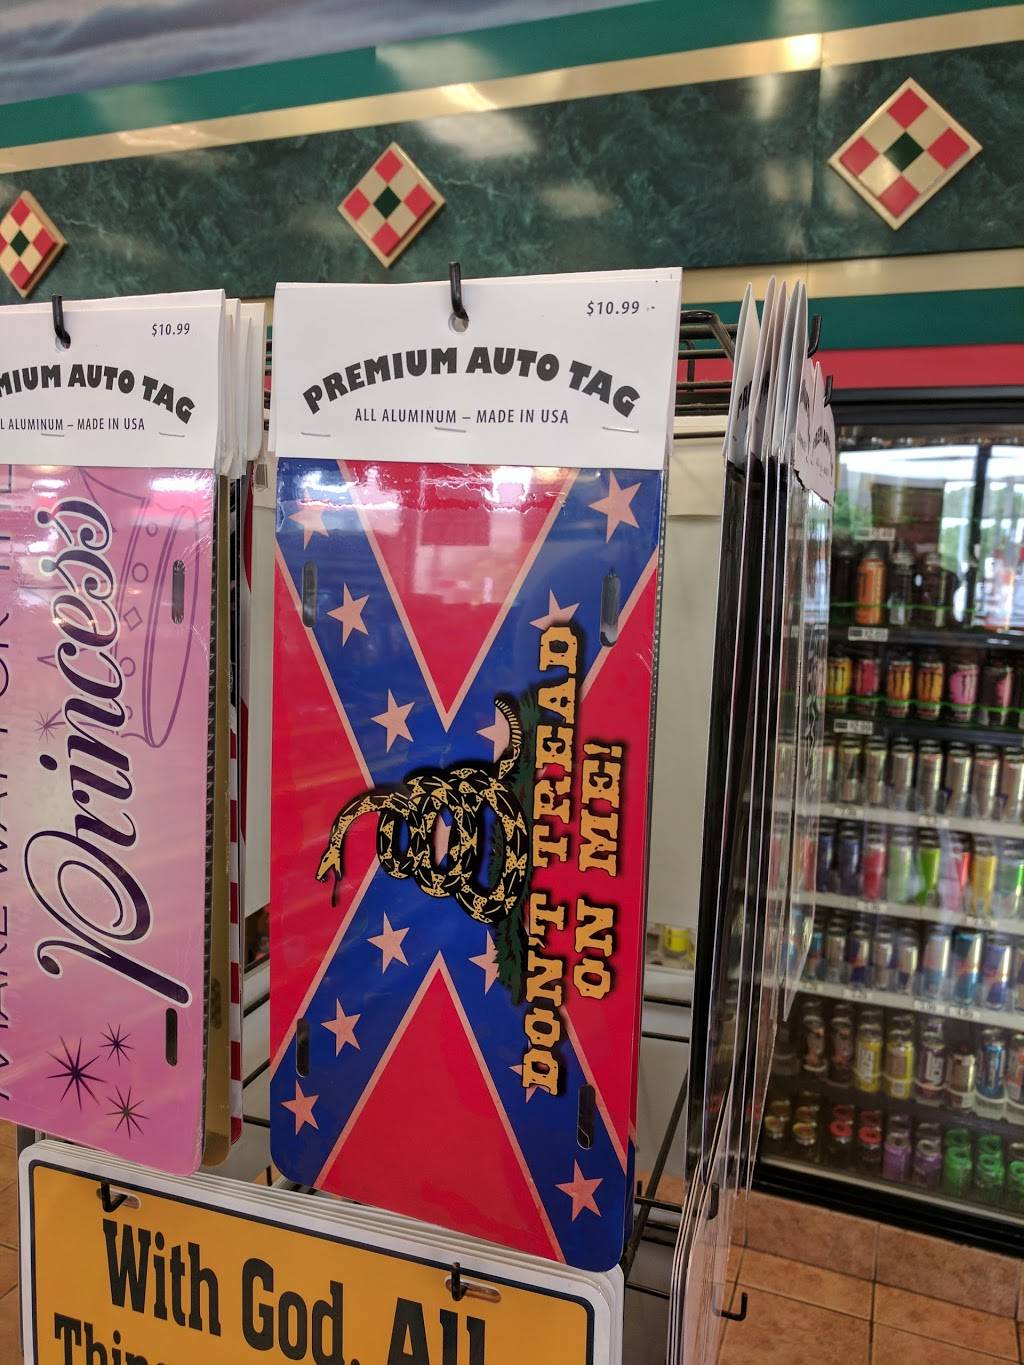 $10.99
PREMIUM AUTO TAG
ALL ALUMINUM – MADE IN USA
DON'T TREAD
ON ME!
$10.99
MIUM AUTO TAG
L ALUMINUM – MADE IN USA
Princess
With God, All